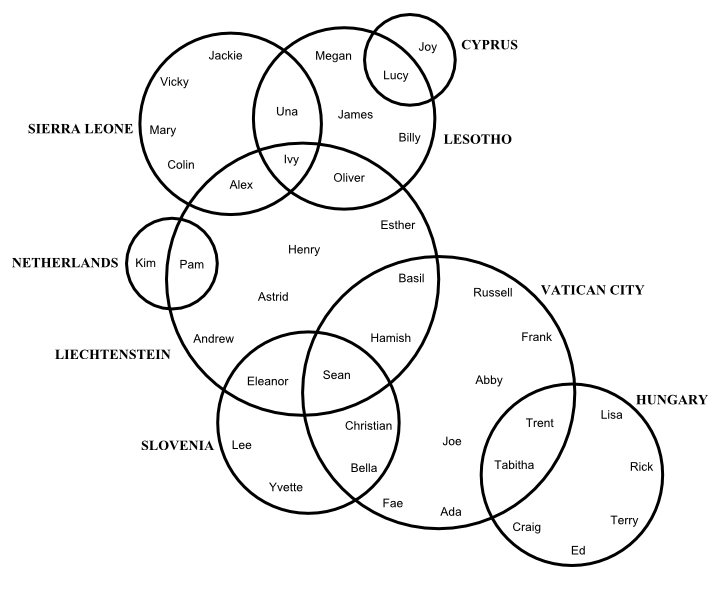 Joy
CYPRUS
Jackie
Megan
Lucy
Vicky
Una
James
SIERRA LEONE
Mary
Billy
LESOTHO
Colin
Ivy
Alex
Oliver
Esther
Henry
NETHERLANDS
Kim
Pam
Basil
Russell
VATICAN CITY
Astrid
Andrew
Hamish
Frank
LIECHTENSTEIN
Eleanor
Sean
Abby
HUNGARY
Lisa
Christian
Trent
SLOVENIA
Lee
Joe
Bella
Tabitha
Rick
Yvette
Fae
Ada
Craig
Terry
Ed